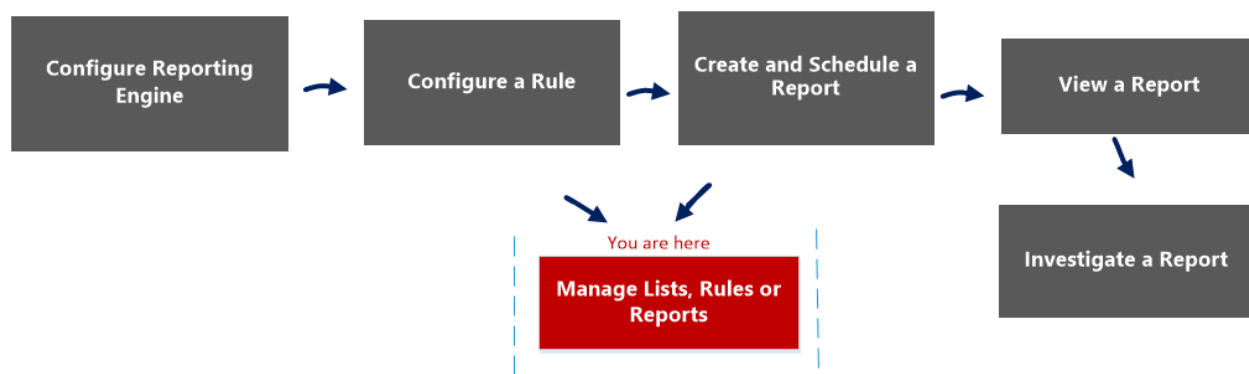 Configure Reporting
Engine
Configure a Rule
Create and Schedule a
Report
View a Report
You are here
Manage Lists, Rules or
Reports
Investigate a Report